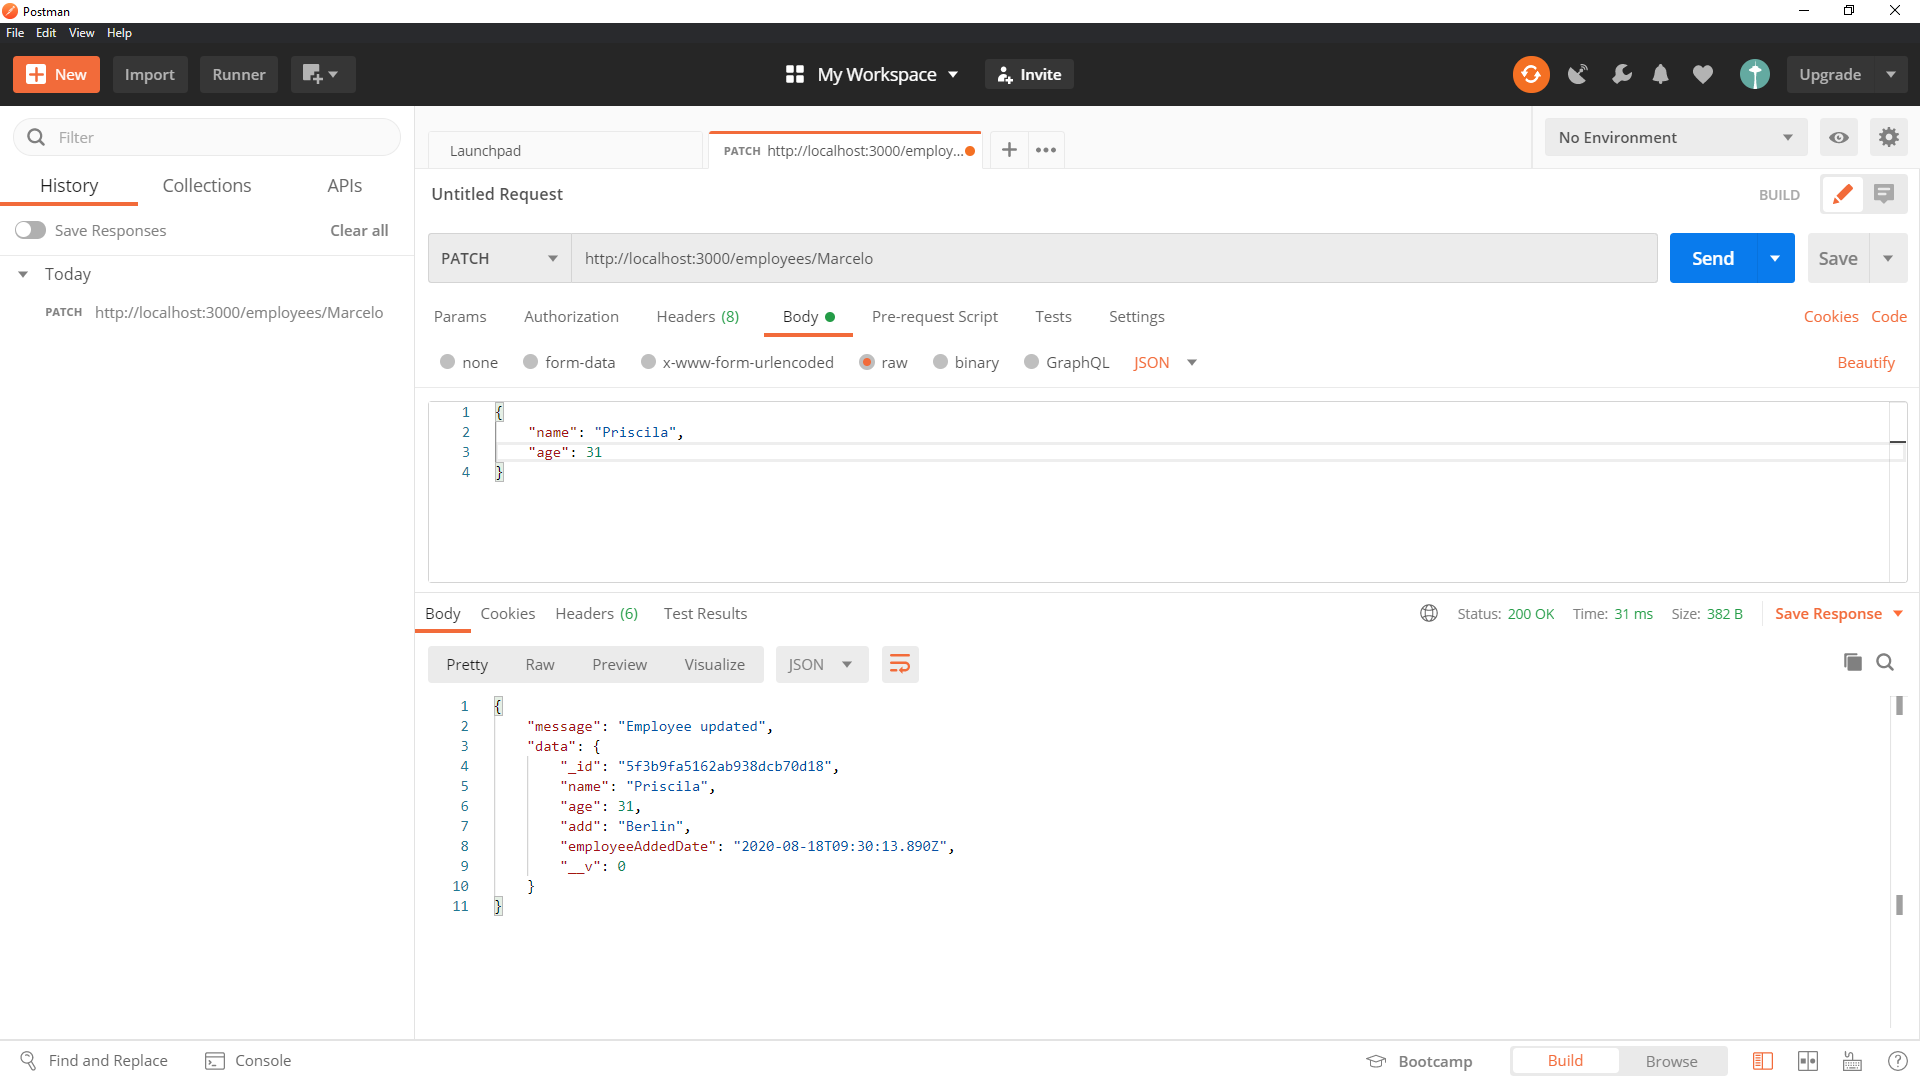 Postman
File Edit View Help
New Import Runner My Workspace Invite Upgrade
Filter
History Collections APIs
Save Responses Clear all
Today
PATCH http://localhost:3000/employees/Marcelo
Launchpad PATCH http://localhost:3000/employ... No Environment
Untitled Request BUILD
PATCH http://localhost:3000/employees/Marcelo Send Save
Params Authorization Headers (8) Body Pre-request Script Tests Settings Cookies Code
none form-data x-www-form-urlencoded raw binary GraphQL JSON Beautify
1 {
2 "name": "Priscila",
3 "age": 31
4 }
Body Cookies Headers (6) Test Results Status: 200 OK Time: 31 ms Size: 382 B Save Response
Pretty Raw Preview Visualize JSON
1 {
2 "message": "Employee updated",
3 "data": {
4 "_id": "5f3b9fa5162ab938dcb70d18",
5 "name": "Priscila",
6 "age": 31,
7 "add": "Berlin",
8 "employeeAddedDate": "2020-08-18T09:30:13.890Z",
9 "__v": 0
10 }
11 }
Find and Replace Console Bootcamp Build Browse